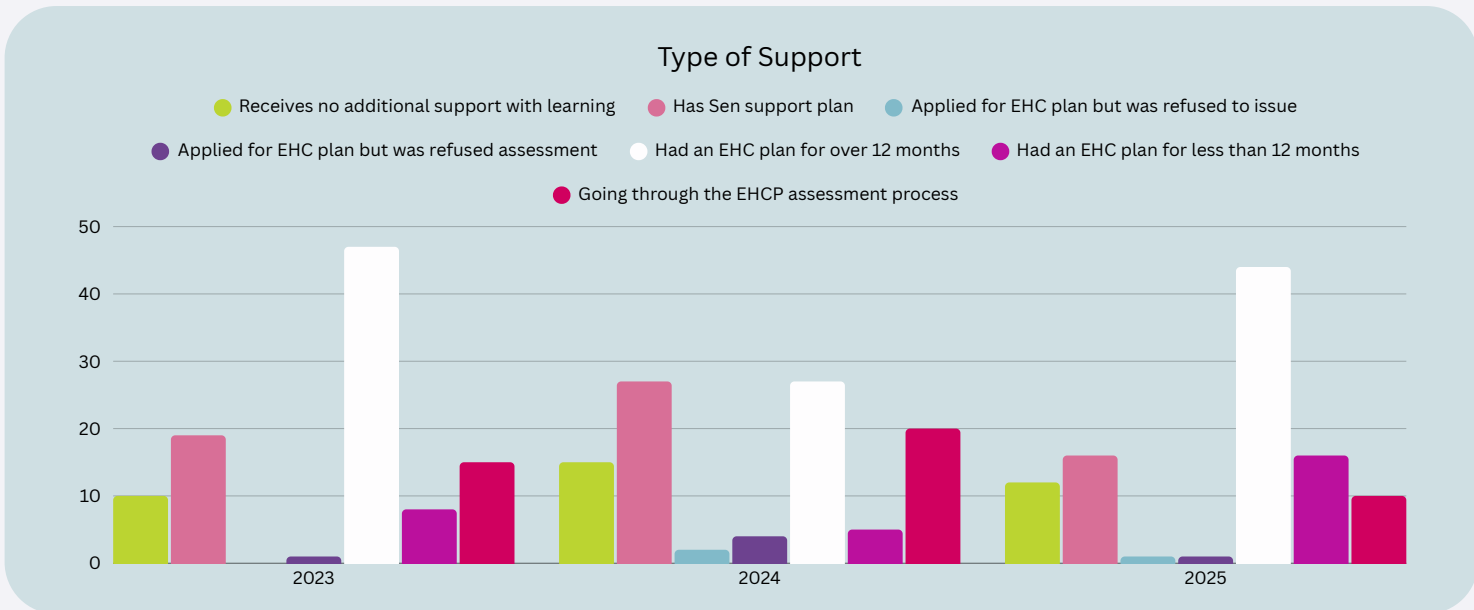 Type of Support
Receives no additional support with learning Has Sen support plan Applied for EHC plan but was refused to issue
Applied for EHC plan but was refused assessment Had an EHC plan for over 12 months Had an EHC plan for less than 12 months
Going through the EHCP assessment process
50
40
30
20
10
0
2023 2024 2025